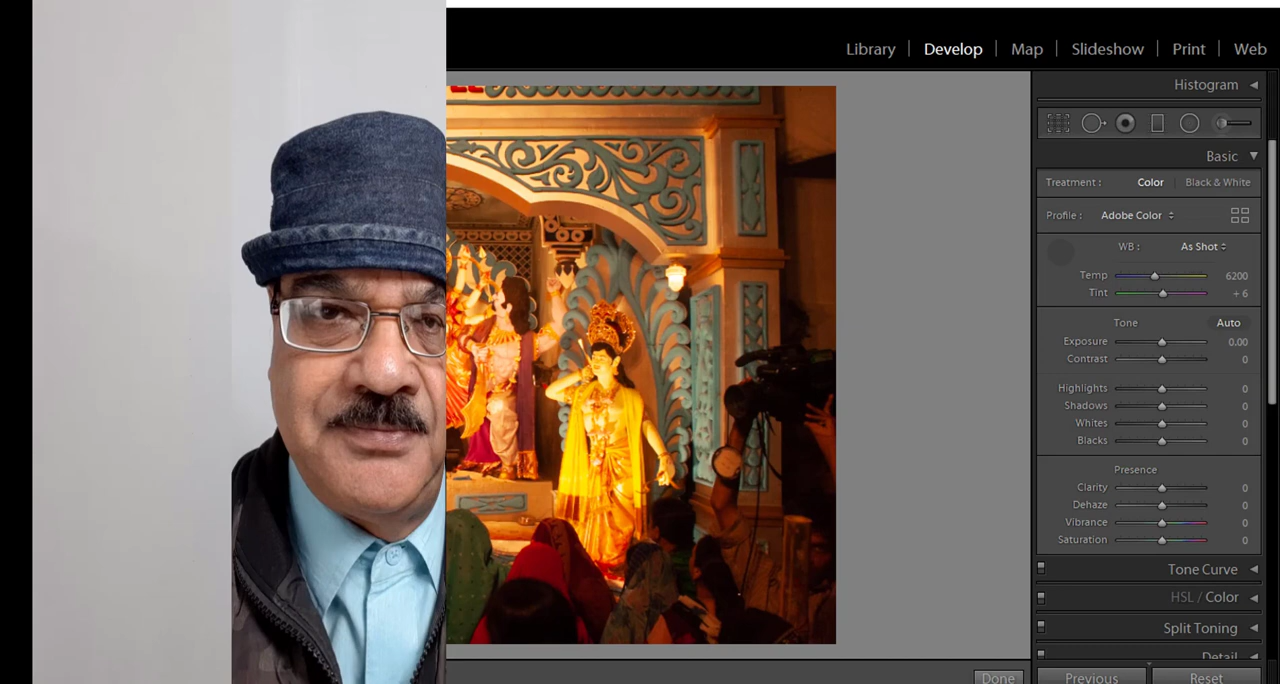 Library | Develop | Map | Slideshow | Print | Web
Histogram
Basic
Treatment : Color | Black & White
Profile : Adobe Color
WB : As Shot
Temp 6200
Tint + 6
Tone Auto
Exposure 0.00
Contrast 0
Highlights 0
Shadows 0
Whites 0
Blacks 0
Presence
Clarity 0
Dehaze 0
Vibrance 0
Saturation 0
Tone Curve
HSL / Color
Split Toning
Detail
Done Previous Reset